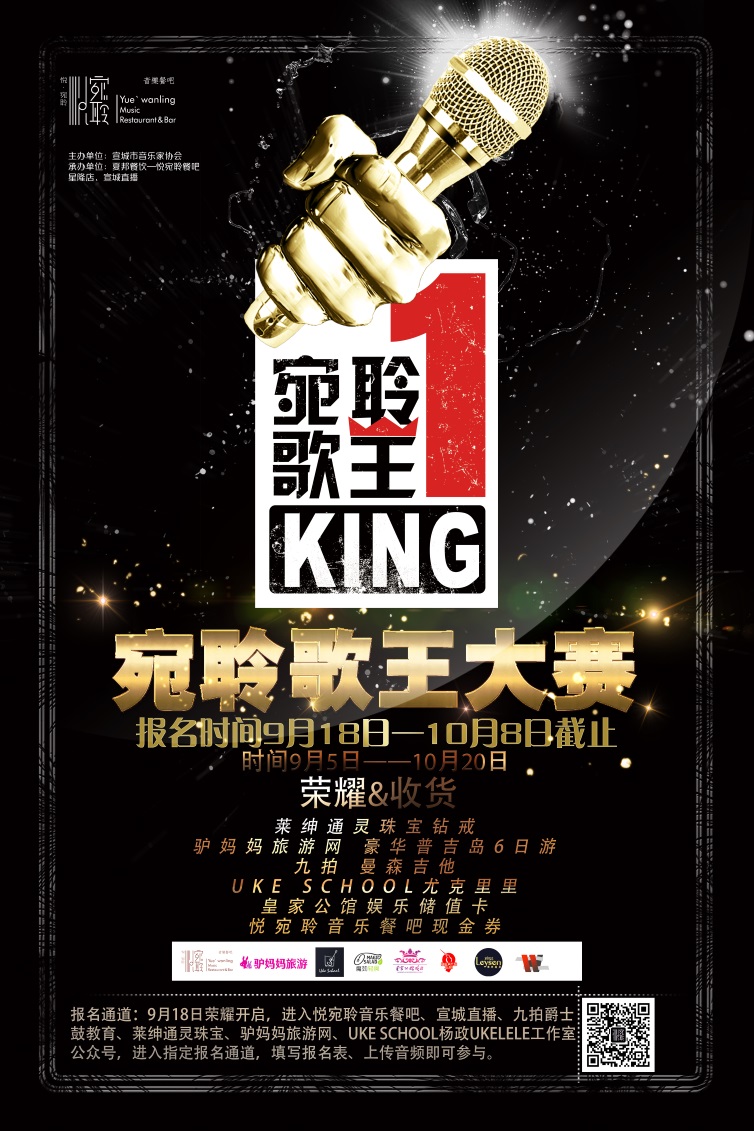 悦宛聆
音樂餐吧
宛聆
Yue`wanling
Music
Restaurant&Bar
主办单位：宣城市音乐家协会
承办单位：夏邦餐饮—悦宛聆餐吧
星隆店、宣城直播
1
宛聆
歌王
KING
宛聆歌王大赛
报名时间9月18日—10月8日截止
时间9月5日——10月20日
荣耀&收货
莱绅通灵珠宝钻戒
驴妈妈旅游网 豪华普吉岛6日游
九拍 曼森吉他
UKE SCHOOL尤克里里
皇家公馆娱乐储值卡
悦宛聆音乐餐吧现金券
驴妈妈旅游 Uke School Leysen
报名通道：9月18日荣耀开启，进入悦宛聆音乐餐吧、宣城直播、九拍爵士
鼓教育、莱绅通灵珠宝、驴妈妈旅游网、UKE SCHOOL杨政UKELELE工作室
公众号，进入指定报名通道，填写报名表、上传音频即可参与。